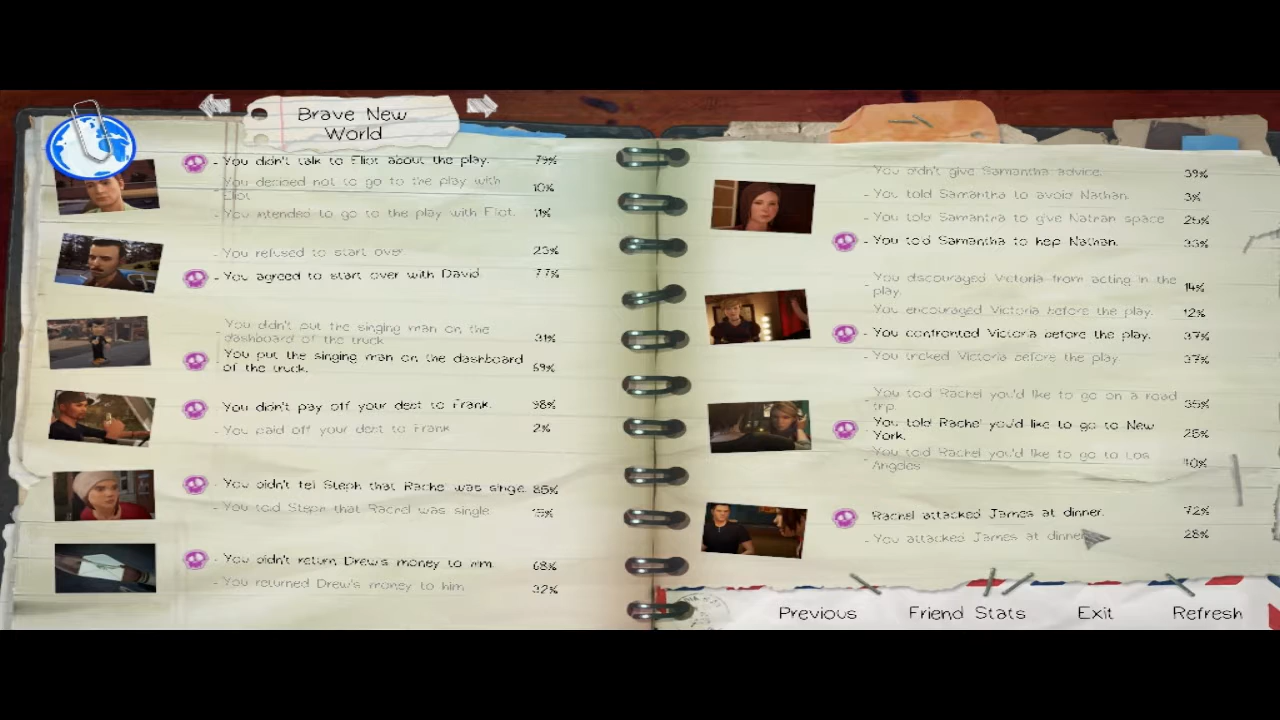 Brave New
World
- You didn't talk to Eliot about the play. 79%
- You decided not to go to the play with
Eliot. 10%
- You intended to go to the play with Eliot. 11%
- You refused to start over. 23%
- You agreed to start over with David. 77%
- You didn't put the singing man on the
dashboard of the truck. 31%
- You put the singing man on the dashboard
of the truck. 69%
- You didn't pay off your debt to Frank. 98%
- You paid off your debt to Frank. 2%
- You didn't tell Steph that Rachel was single. 85%
- You told Steph that Rachel was single. 15%
- You didn't return Drew's money to him. 68%
- You returned Drew's money to him. 32%
- You didn't give Samantha advice. 39%
- You told Samantha to avoid Nathan. 3%
- You told Samantha to give Nathan space. 25%
- You told Samantha to help Nathan. 33%
- You discouraged Victoria from acting in the
play. 14%
- You encouraged Victoria before the play. 12%
- You confronted Victoria before the play. 37%
- You tricked Victoria before the play. 37%
- You told Rachel you'd like to go on a road
trip. 35%
- You told Rachel you'd like to go to New
York. 25%
- You told Rachel you'd like to go to Los
Angeles. 40%
Rachel attacked James at dinner. 72%
- You attacked James at dinner. 28%
Previous Friend Stats Exit Refresh